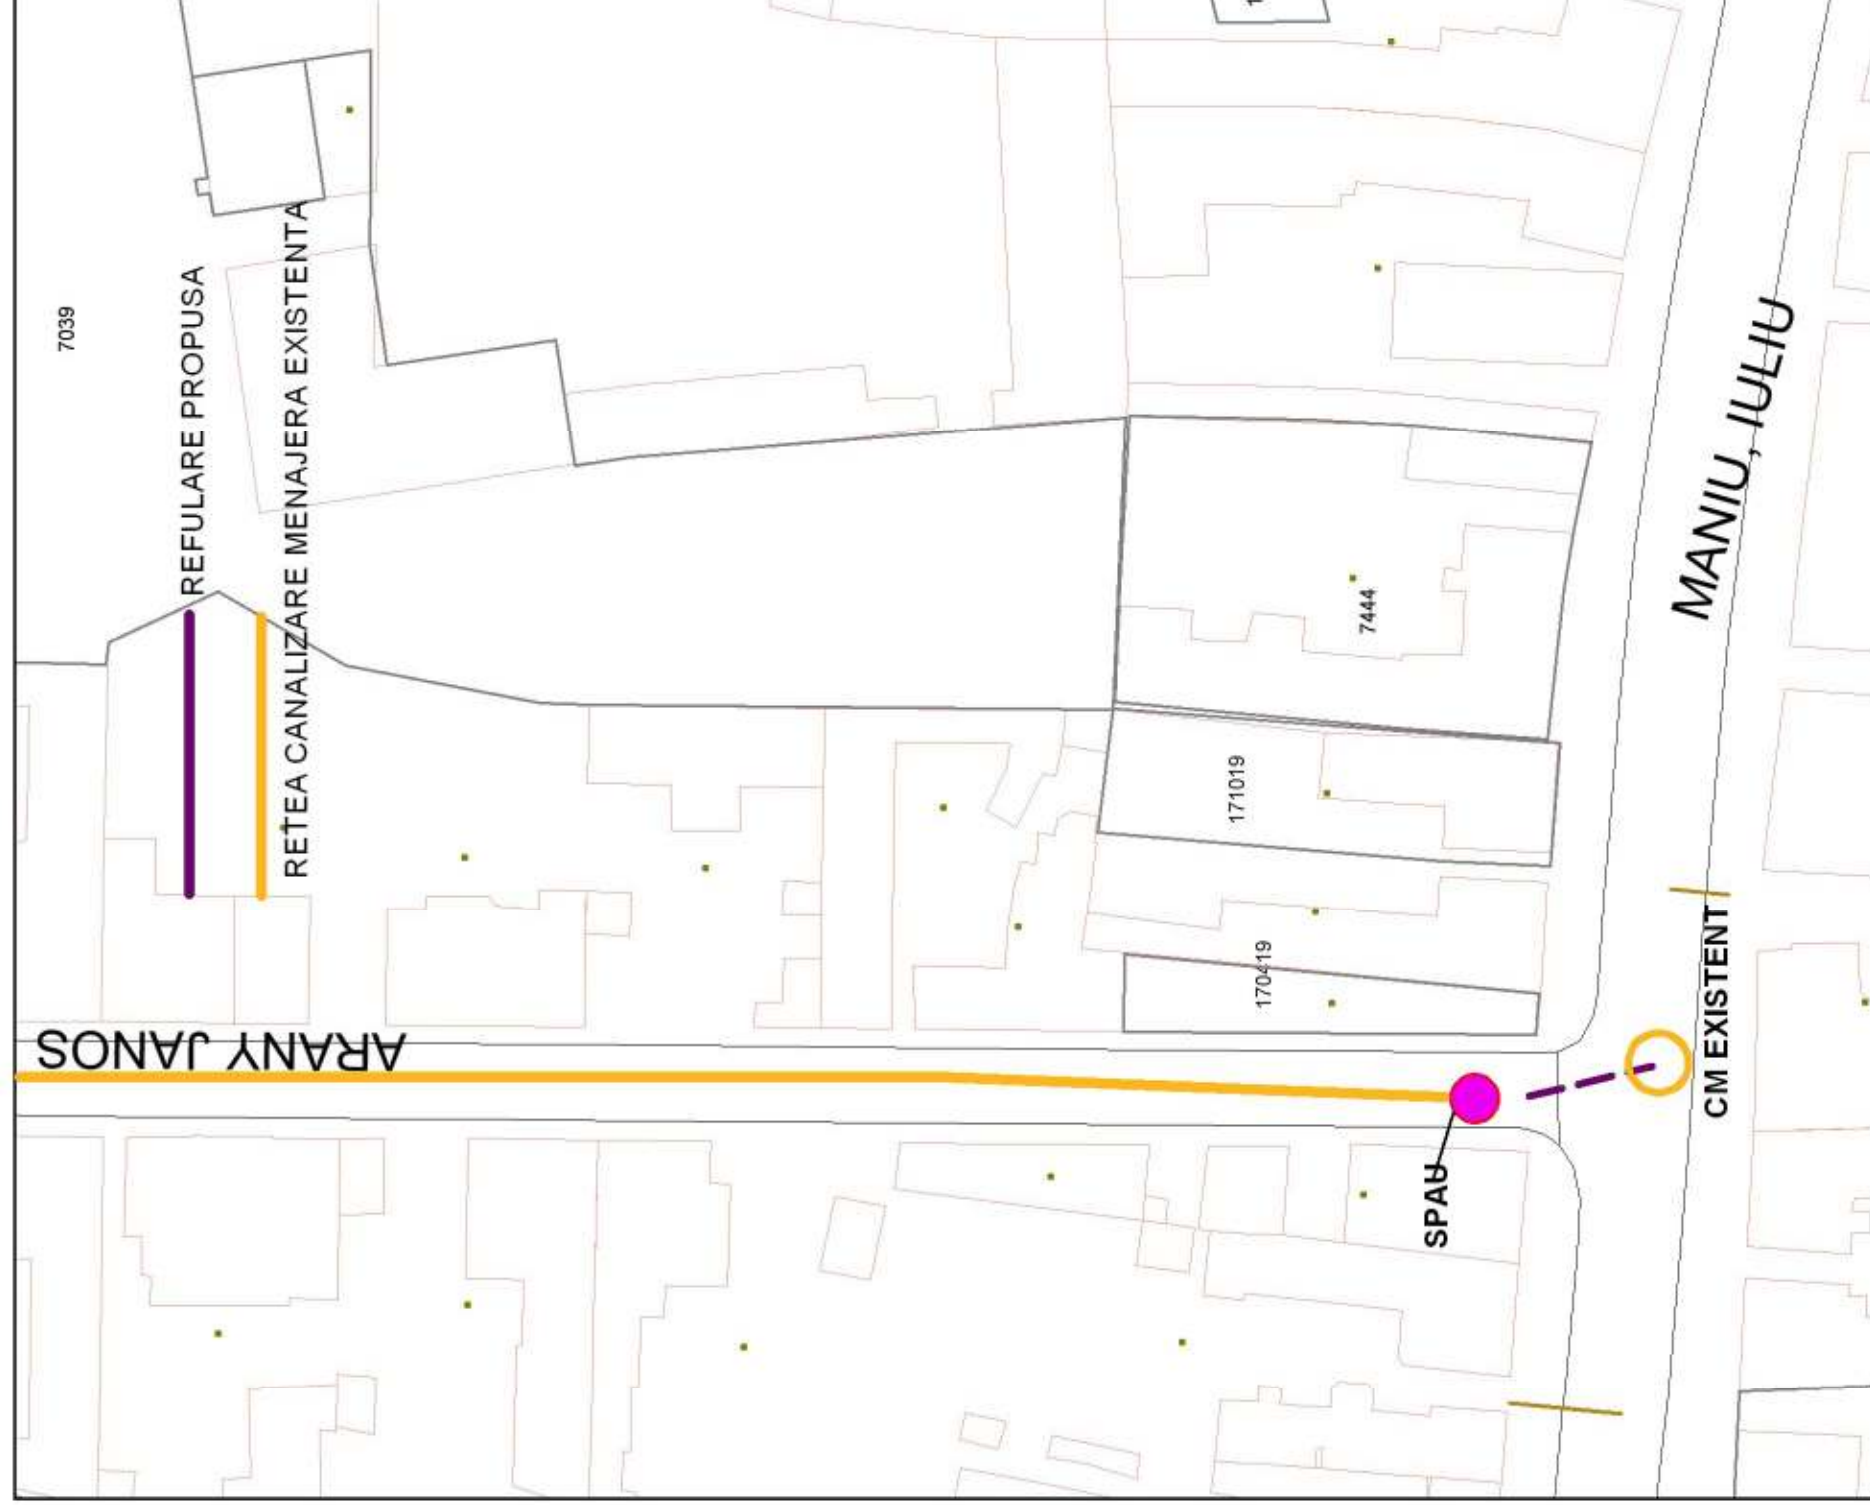 7039
REFULARE PROPUSA
RETEA CANALIZARE MENAJERA EXISTENTA
MANIU, IULIU
7444
171019
170419
ARANY JANOS
CM EXISTENT
SPAU